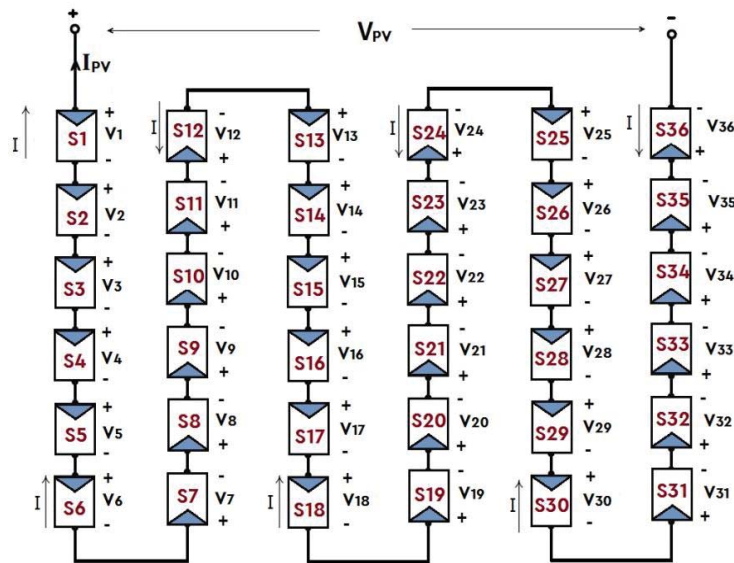 + VPV -
IPV
I S1 + V1 - I S12 - V12 + S13 + V13 - I S24 - V24 + S25 + V25 - I S36 - V36 +
S2 + V2 - S11 - V11 + S14 + V14 - S23 - V23 + S26 + V26 - S35 - V35 +
S3 + V3 - S10 - V10 + S15 + V15 - S22 - V22 + S27 + V27 - S34 - V34 +
S4 + V4 - S9 - V9 + S16 + V16 - S21 - V21 + S28 + V28 - S33 - V33 +
S5 + V5 - S8 - V8 + S17 + V17 - S20 - V20 + S29 + V29 - S32 - V32 +
I S6 + V6 - S7 - V7 + I S18 + V18 - S19 - V19 + I S30 + V30 - S31 - V31 +